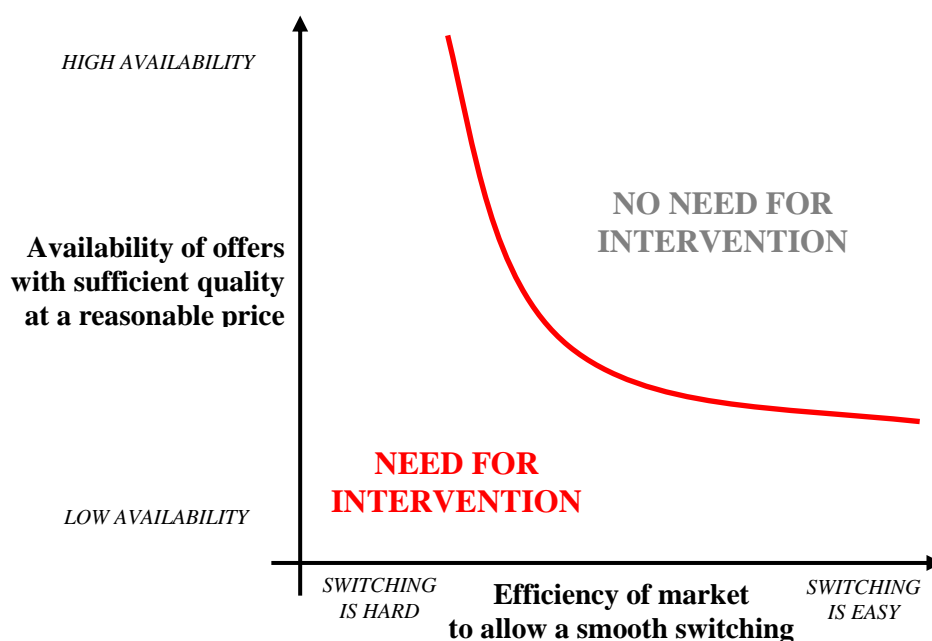 HIGH AVAILABILITY
NO NEED FOR
INTERVENTION
Availability of offers
with sufficient quality
at a reasonable price
NEED FOR
INTERVENTION
LOW AVAILABILITY
SWITCHING
IS HARD
Efficiency of market
to allow a smooth switching
SWITCHING
IS EASY